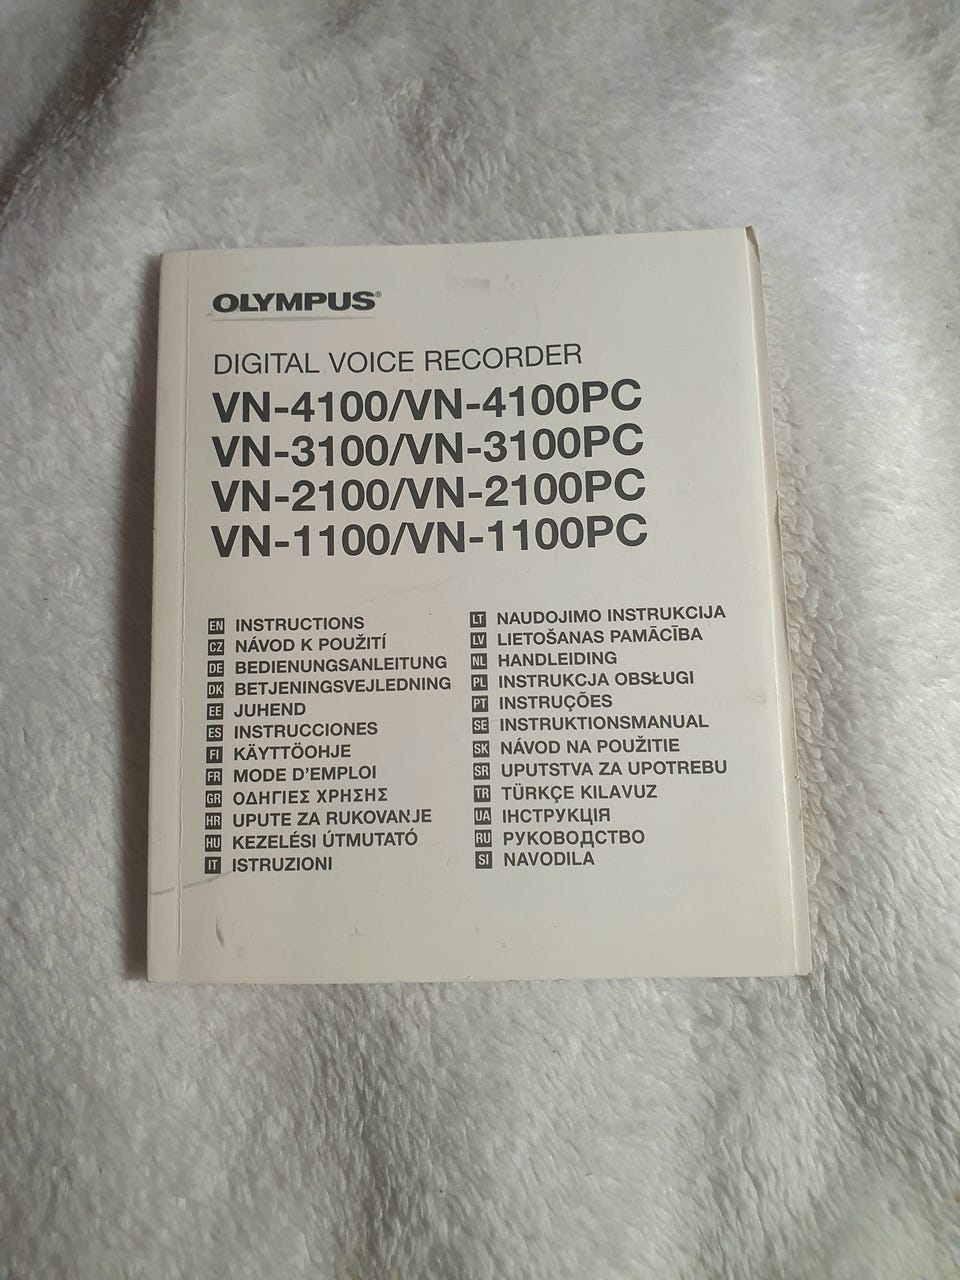 OLYMPUS®
DIGITAL VOICE RECORDER
VN-4100/VN-4100PC
VN-3100/VN-3100PC
VN-2100/VN-2100PC
VN-1100/VN-1100PC
EN INSTRUCTIONS
CZ NÁVOD K POUŽITÍ
DE BEDIENUNGSANLEITUNG
DK BETJENINGSVEJLEDNING
EE JUHEND
ES INSTRUCCIONES
FI KÄYTTÖOHJE
FR MODE D'EMPLOI
GR ΟΔΗΓΙΕΣ ΧΡΗΣΗΣ
HR UPUTE ZA RUKOVANJE
HU KEZELÉSI ÚTMUTATÓ
IT ISTRUZIONI
LT NAUDOJIMO INSTRUKCIJA
LV LIETOŠANAS PAMĀCĪBA
NL HANDLEIDING
PL INSTRUKCJA OBSŁUGI
PT INSTRUÇÕES
SE INSTRUKTIONSMANUAL
SK NÁVOD NA POUŽITIE
SR UPUTSTVA ZA UPOTREBU
TR TÜRKÇE KILAVUZ
UA ІНСТРУКЦІЯ
RU РУКОВОДСТВО
SI NAVODILA